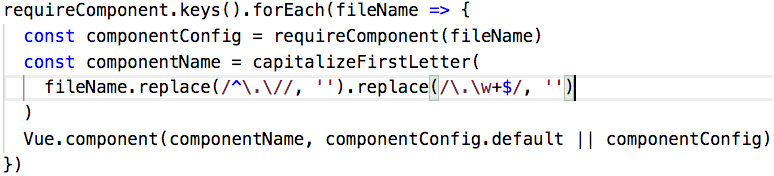 requireComponent.keys().forEach(fileName => {
  const componentConfig = requireComponent(fileName)
  const componentName = capitalizeFirstLetter(
    fileName.replace(/^\.\//, '').replace(/\.\w+$/, '')
  )
  Vue.component(componentName, componentConfig.default || componentConfig)
})